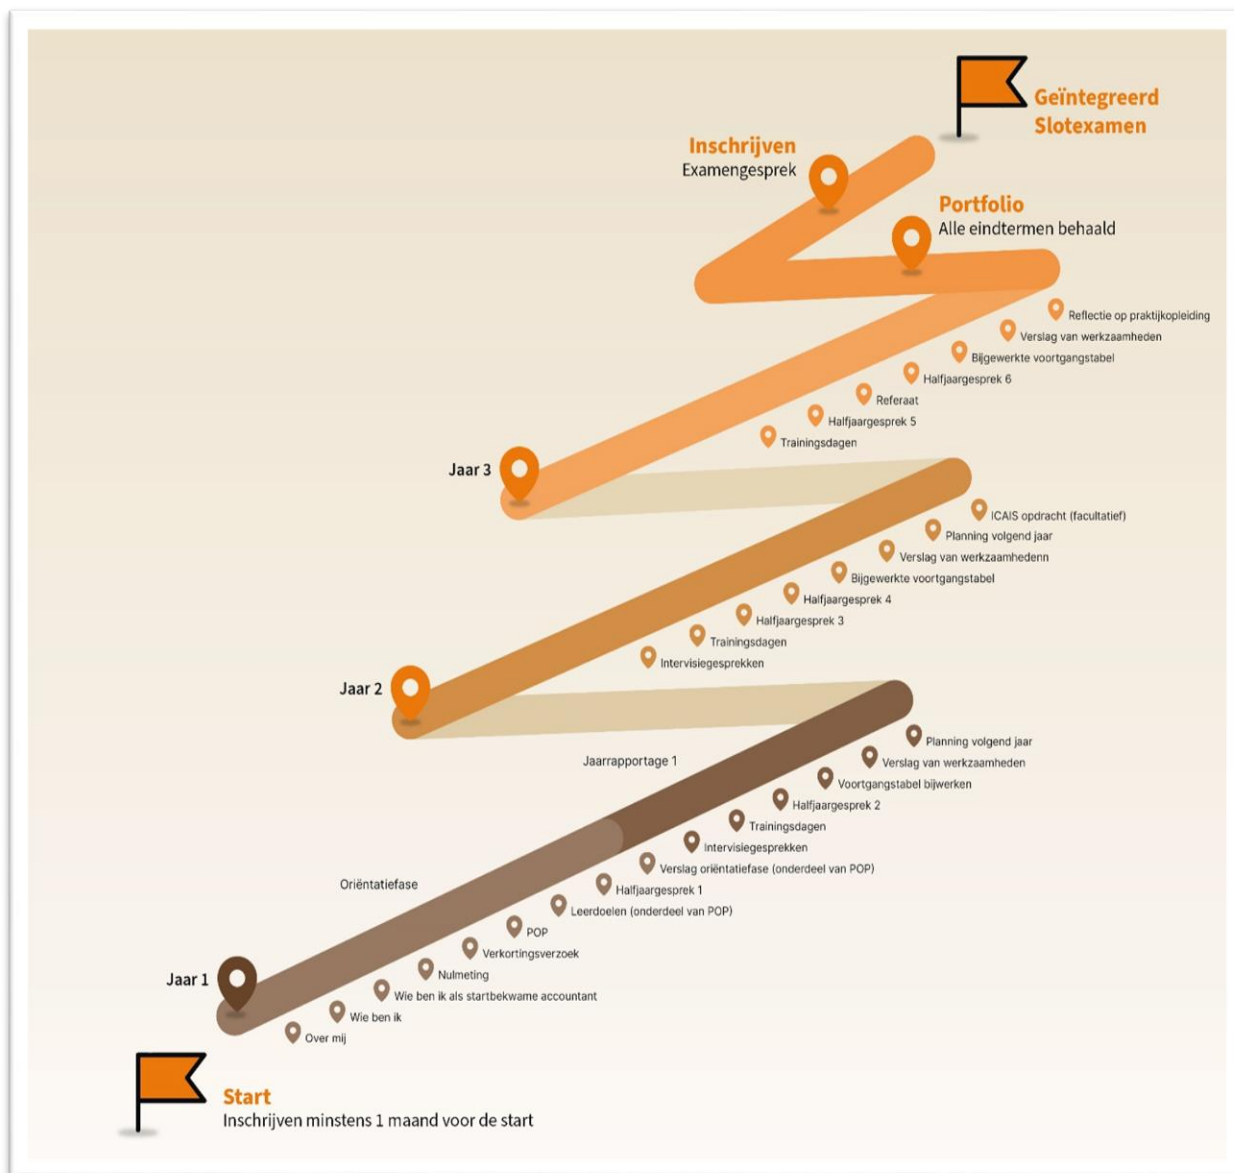 Geïntegreerd
Slotexamen
Inschrijven
Examengesprek
Portfolio
Alle eindtermen behaald
Reflectie op praktijkopleiding
Verslag van werkzaamheden
Bijgewerkte voortgangstabel
Halfjaargesprek 6
Referaat
Halfjaargesprek 5
Trainingsdagen
Jaar 3
ICAIS opdracht (facultatief)
Planning volgend jaar
Verslag van werkzaamhedenn
Bijgewerkte voortgangstabel
Halfjaargesprek 4
Halfjaargesprek 3
Trainingsdagen
Intervisiegesprekken
Jaar 2
Planning volgend jaar
Jaarrapportage 1
Verslag van werkzaamheden
Voortgangstabel bijwerken
Halfjaargesprek 2
Trainingsdagen
Intervisiegesprekken
Verslag oriëntatiefase (onderdeel van POP)
Oriëntatiefase
Halfjaargesprek 1
Leerdoelen (onderdeel van POP)
POP
Verkortingsverzoek
Nulmeting
Jaar 1
Wie ben ik als startbekwame accountant
Wie ben ik
Over mij
Start
Inschrijven minstens 1 maand voor de start